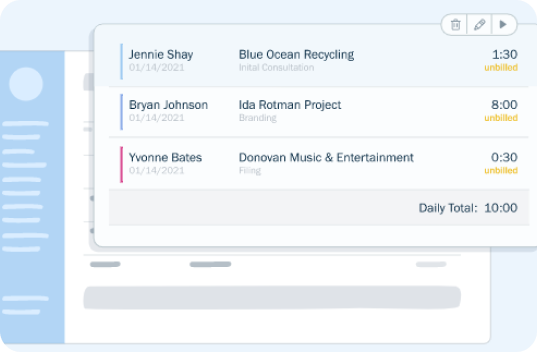 Jennie Shay Blue Ocean Recycling 1:30
01/14/2021 Inital Consultation unbilled
Bryan Johnson Ida Rotman Project 8:00
01/14/2021 Branding unbilled
Yvonne Bates Donovan Music & Entertainment 0:30
01/14/2021 Filing unbilled
Daily Total: 10:00